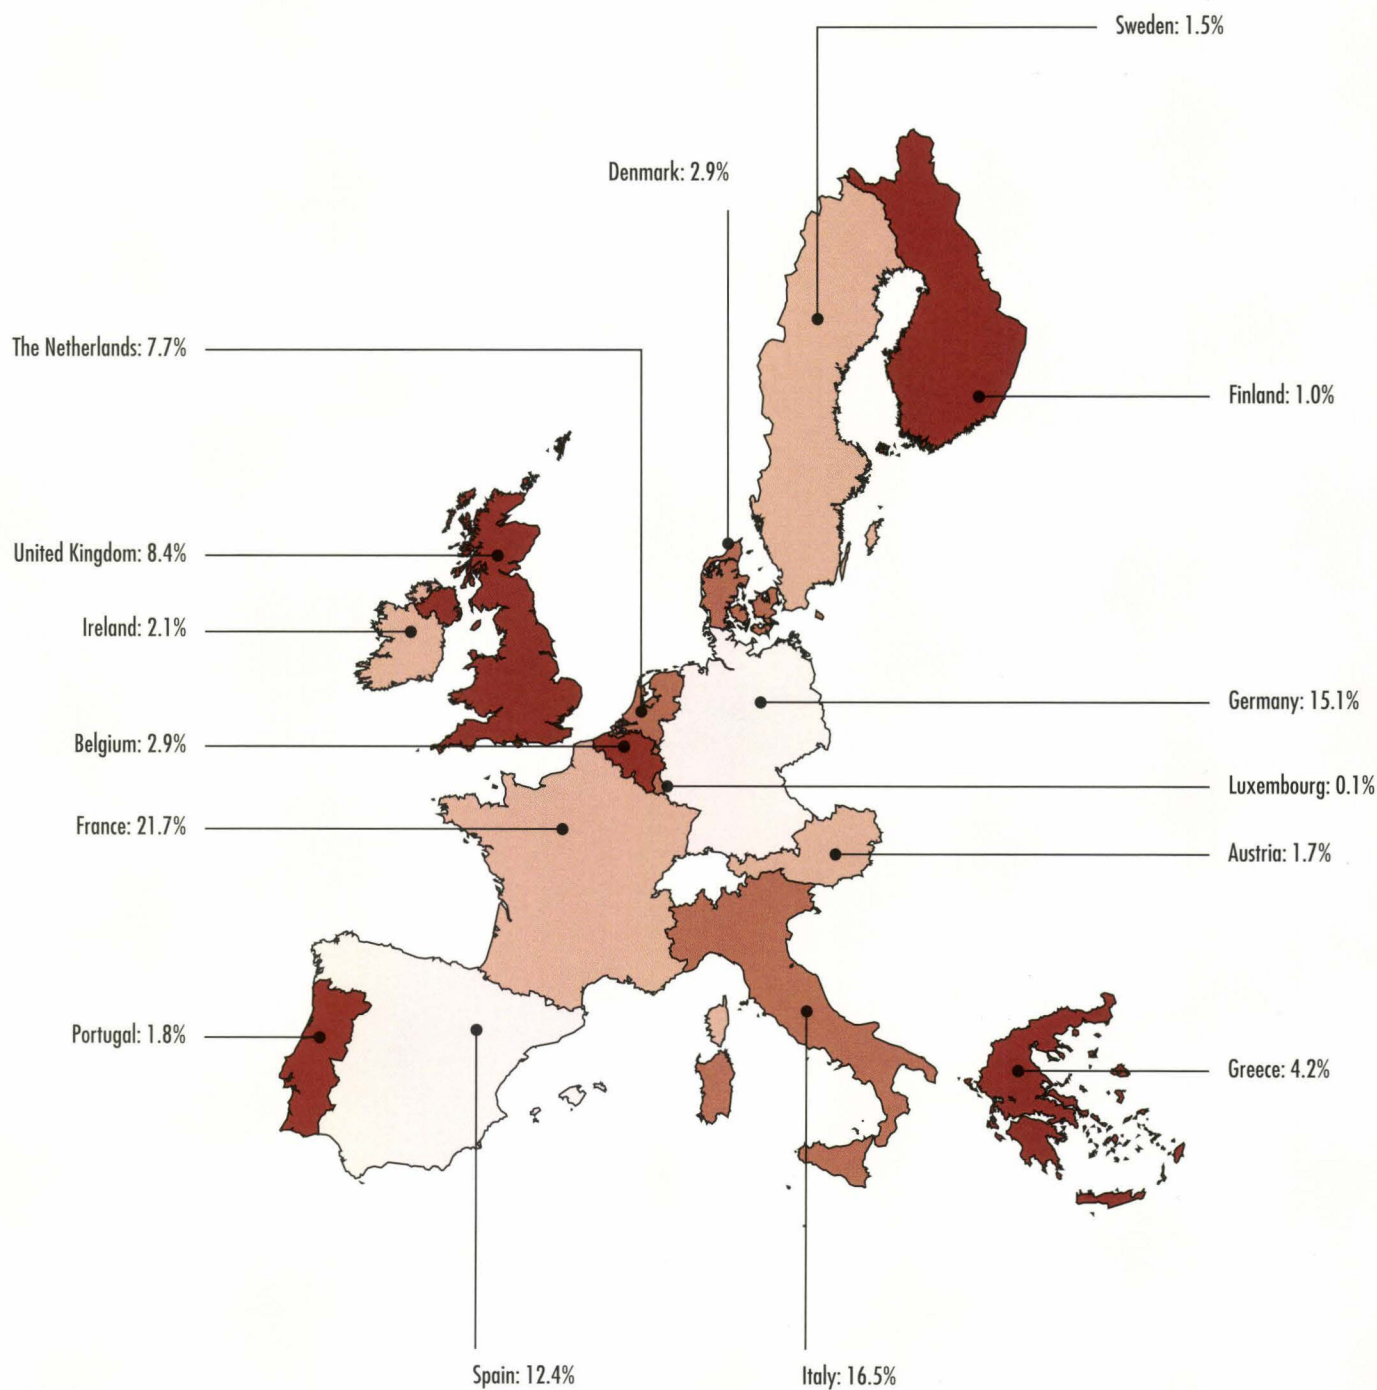 Sweden: 1.5%
Denmark: 2.9%
The Netherlands: 7.7%
Finland: 1.0%
United Kingdom: 8.4%
Ireland: 2.1%
Germany: 15.1%
Belgium: 2.9%
Luxembourg: 0.1%
France: 21.7%
Austria: 1.7%
Portugal: 1.8%
Greece: 4.2%
Spain: 12.4%
Italy: 16.5%